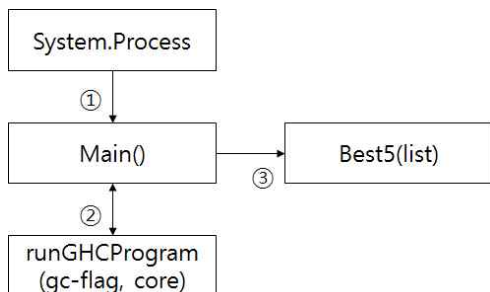 System.Process
①
Main()
Best5(list)
③
②
runGHCProgram
(gc-flag, core)